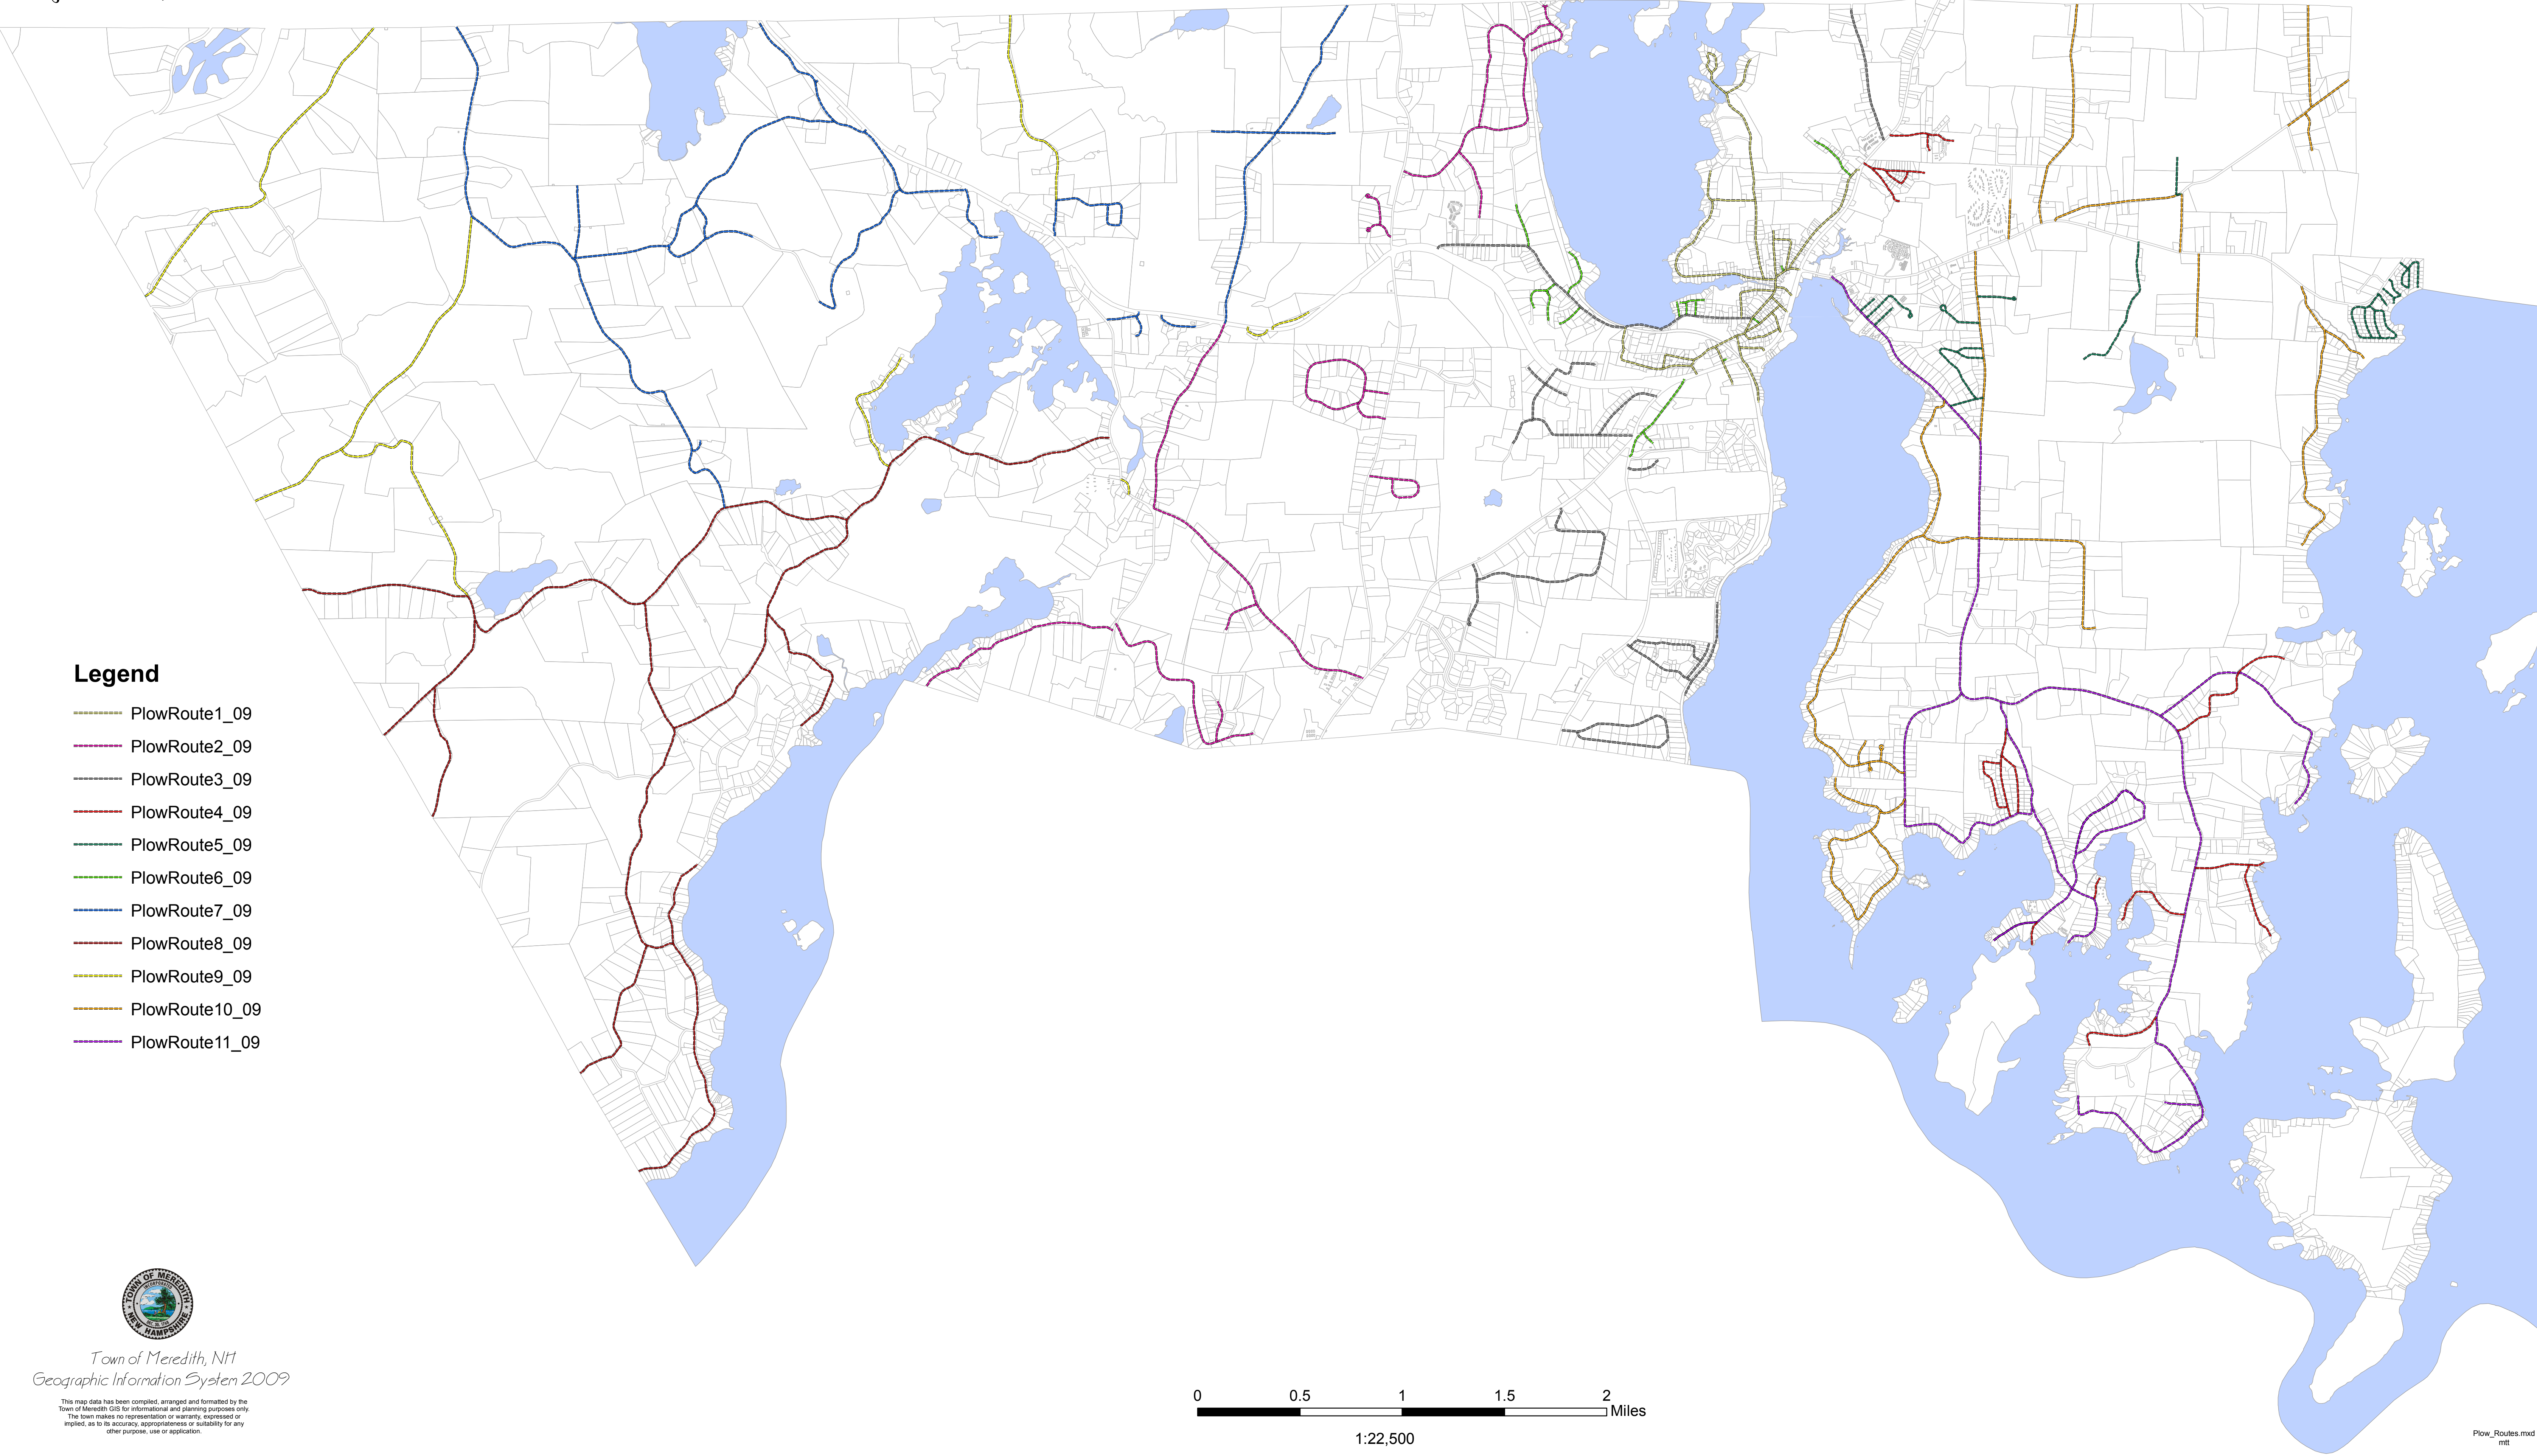 Legend
PlowRoute1_09
PlowRoute2_09
PlowRoute3_09
PlowRoute4_09
PlowRoute5_09
PlowRoute6_09
PlowRoute7_09
PlowRoute8_09
PlowRoute9_09
PlowRoute10_09
PlowRoute11_09
TOWN OF MEREDITH
INCORPORATED
NEW HAMPSHIRE
Town of Meredith, NH
Geographic Information System 2009
This map data has been compiled, arranged and formatted by the
Town of Meredith GIS for informational and planning purposes only.
The town makes no representation or warranty, expressed or
implied, as to its accuracy, appropriateness or suitability for any
other purpose, use or application.
0 0.5 1 1.5 2
Miles
1:22,500
Plow_Routes.mxd
mtt